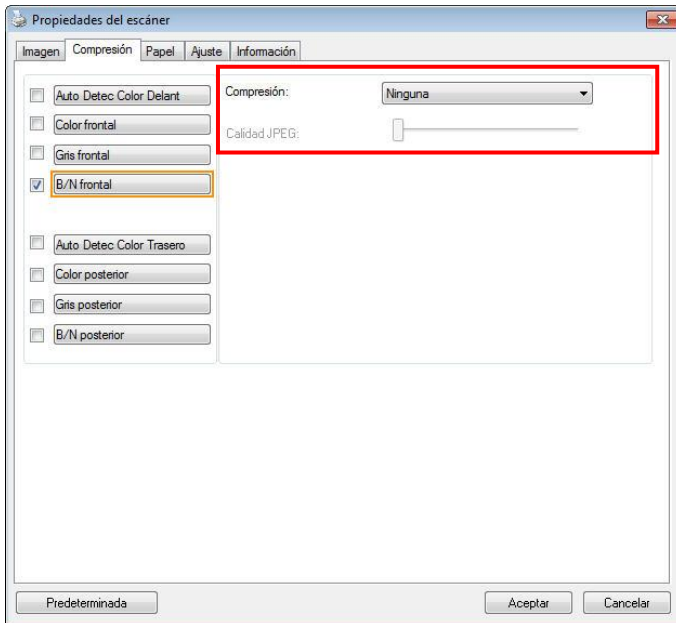 Propiedades del escáner
Imagen Compresión Papel Ajuste Información
Auto Detec Color Delant
Color frontal
Gris frontal
B/N frontal
Auto Detec Color Trasero
Color posterior
Gris posterior
B/N posterior
Compresión: Ninguna
Calidad JPEG:
Predeterminada Aceptar Cancelar